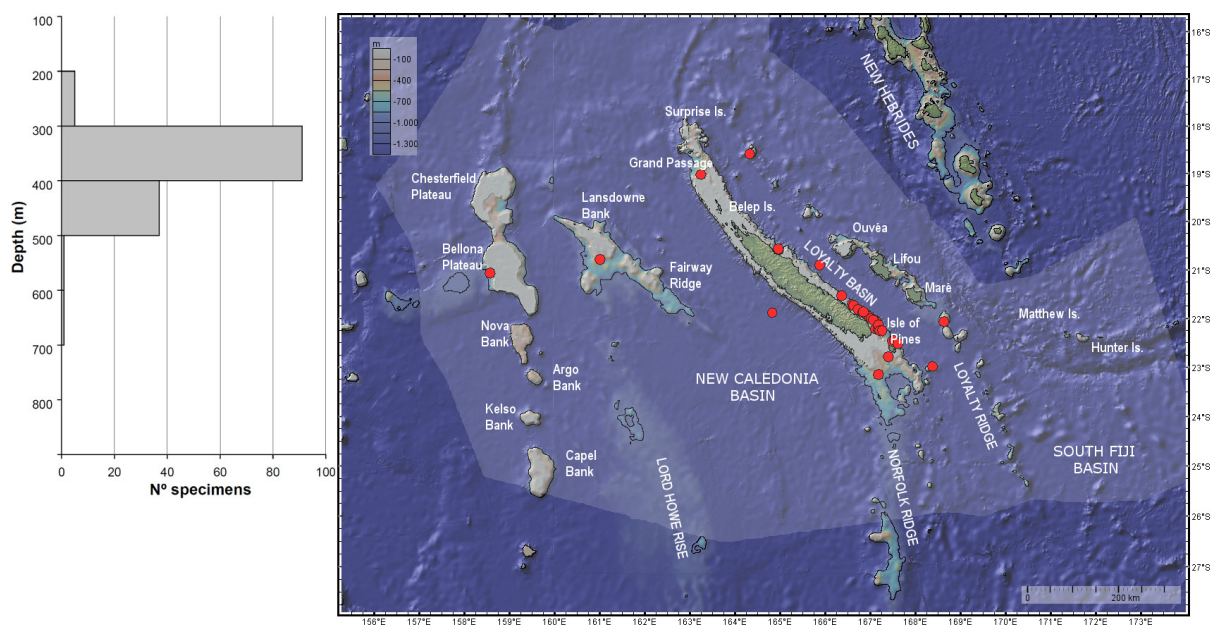 100
200
300
400
500
600
700
800
Depth (m)
0
20
40
60
80
100
Nº specimens
m
-100
-400
-700
-1.000
-1.300
Surprise Is.
Grand Passage
Chesterfield
Plateau
Lansdowne
Bank
Belep Is.
NEW HEBRIDES
Ouvéa
Lifou
Maré
LOYALTY BASIN
Bellona
Plateau
Fairway
Ridge
Isle of
Pines
Matthew Is.
Hunter Is.
Nova
Bank
Argo
Bank
Kelso
Bank
Capel
Bank
NEW CALEDONIA
BASIN
LOYALTY RIDGE
SOUTH FIJI
BASIN
LORD HOWE RISE
NORFOLK RIDGE
0
200 km
16°S
17°S
18°S
19°S
20°S
21°S
22°S
23°S
24°S
25°S
26°S
27°S
156°E
157°E
158°E
159°E
160°E
161°E
162°E
163°E
164°E
165°E
166°E
167°E
168°E
169°E
170°E
171°E
172°E
173°E